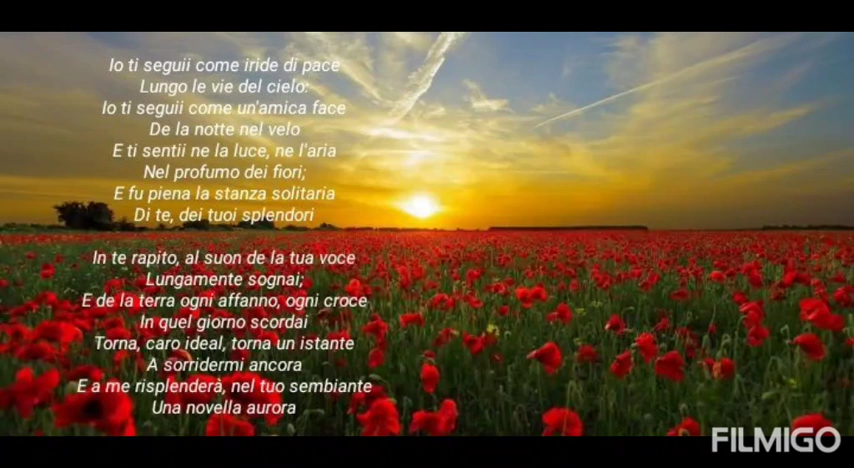 Io ti seguii come iride di pace
Lungo le vie del cielo:
Io ti seguii come un'amica face
De la notte nel velo
E ti sentii ne la luce, ne l'aria
Nel profumo dei fiori;
E fu piena la stanza solitaria
Di te, dei tuoi splendori
In te rapito, al suon de la tua voce
Lungamente sognai;
E de la terra ogni affanno, ogni croce
In quel giorno scordai
Torna, caro ideal, torna un istante
A sorridermi ancora
E a me risplenderà, nel tuo sembiante
Una novella aurora
FILMIGO